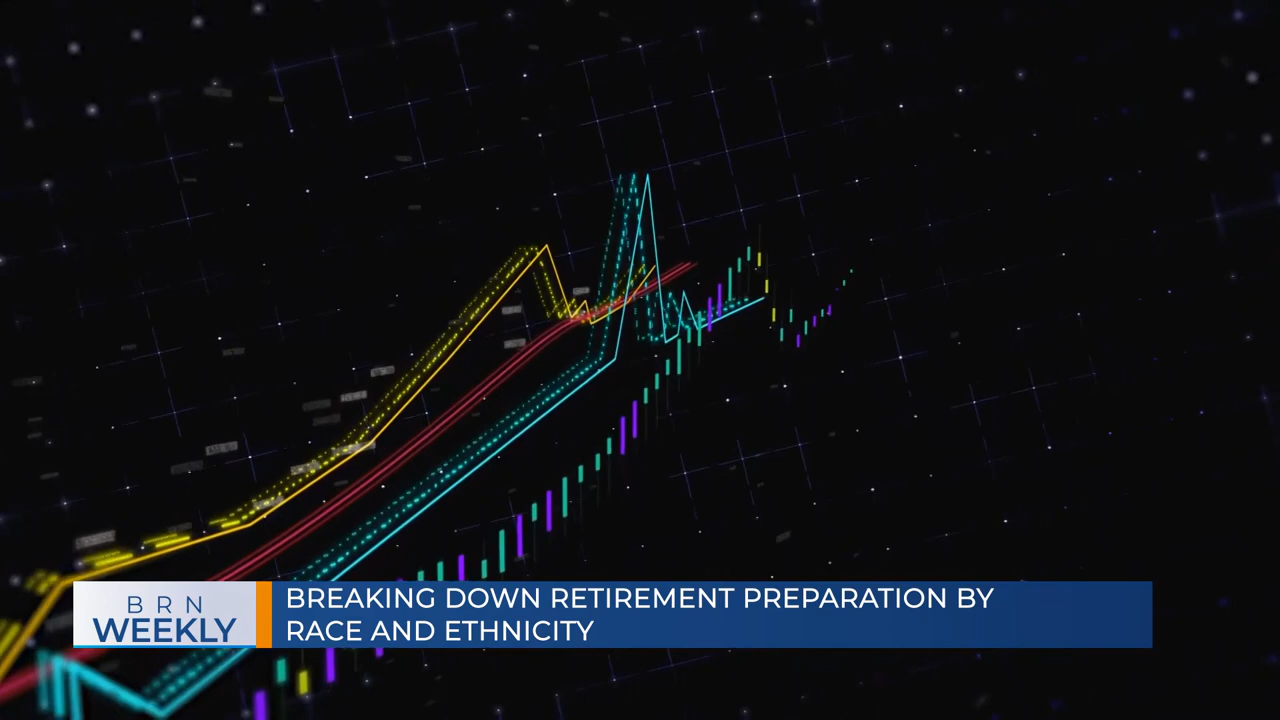 BRN
WEEKLY
BREAKING DOWN RETIREMENT PREPARATION BY
RACE AND ETHNICITY